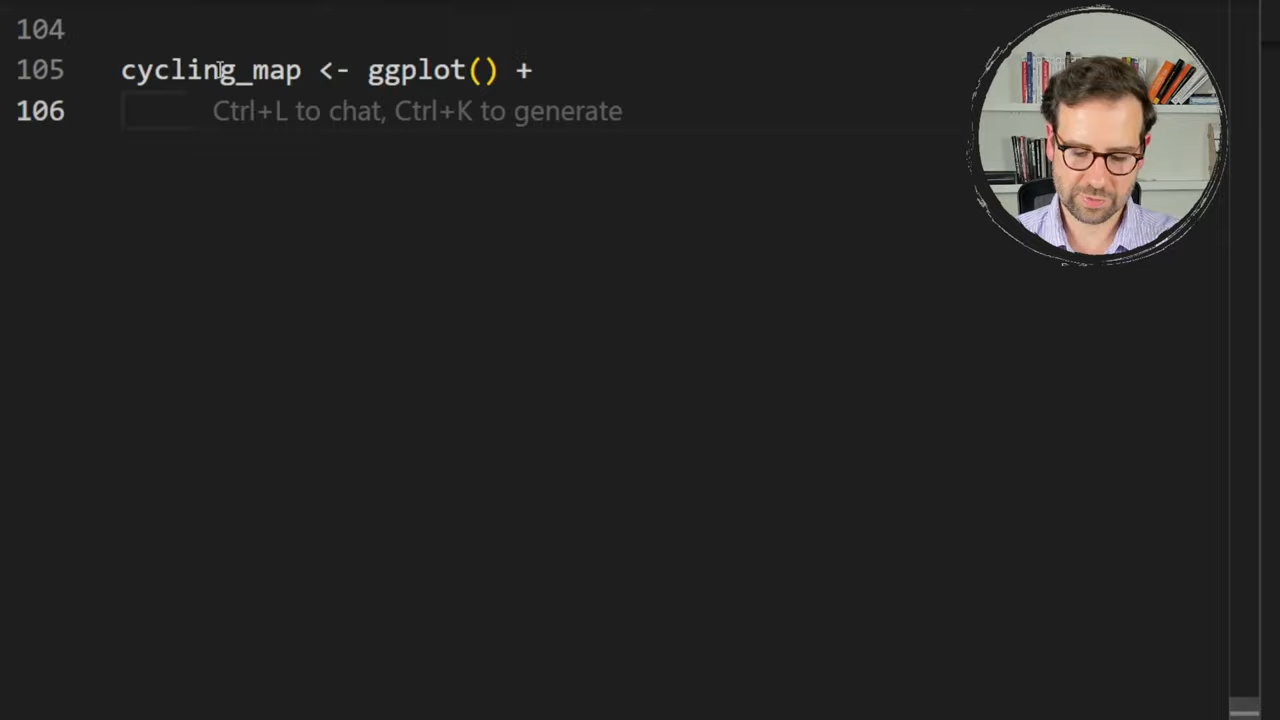 104
105 cycling_map <- ggplot() +
106 Ctrl+L to chat, Ctrl+K to generate